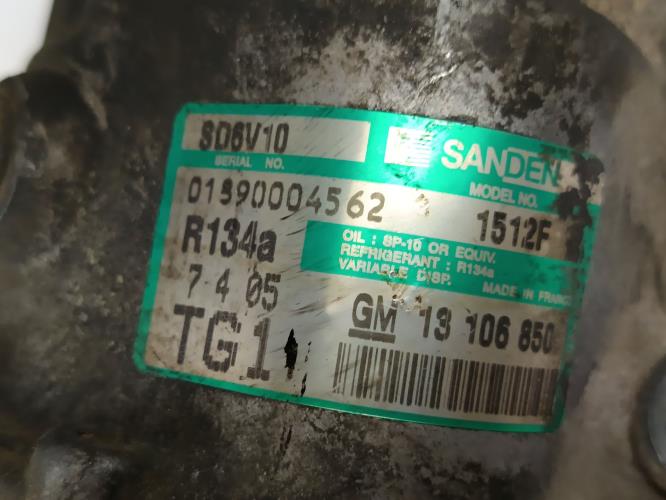 SD6V10
SANDEN
SERIAL NO.
MODEL NO.
01590004562
1512F
R134a
OIL : SP-10 OR EQUIV.
REFRIGERANT : R134a
VARIABLE DISP.
MADE IN FRANCE
7 4 05
TG1
GM 13 106 850